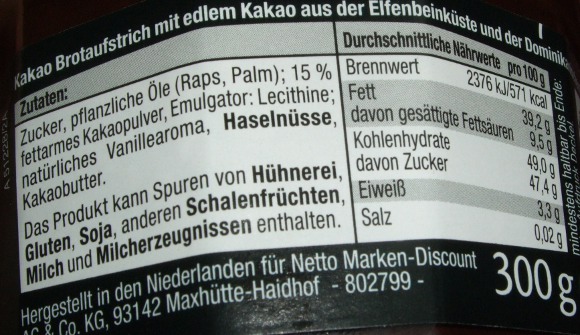 Kakao Brotaufstrich mit edlem Kakao aus der Elfenbeinküste und der Dominik
Zutaten:
Zucker, pflanzliche Öle (Raps, Palm); 15 %
fettarmes Kakaopulver, Emulgator: Lecithine;
natürliches Vanillearoma, Haselnüsse,
Kakaobutter.
Das Produkt kann Spuren von Hühnerei,
Gluten, Soja, anderen Schalenfrüchten,
Milch und Milcherzeugnissen enthalten.
Durchschnittliche Nährwerte pro 100 g
Brennwert 2376 kJ/571 kcal
Fett 39,2 g
davon gesättigte Fettsäuren 9,5 g
Kohlenhydrate 49,0 g
davon Zucker 47,4 g
Eiweiß 3,3 g
Salz 0,02 g
Hergestellt in den Niederlanden für Netto Marken-Discount
AG & Co. KG, 93142 Maxhütte-Haidhof - 802799 -
300 g
mindestens haltbar bis Ende: